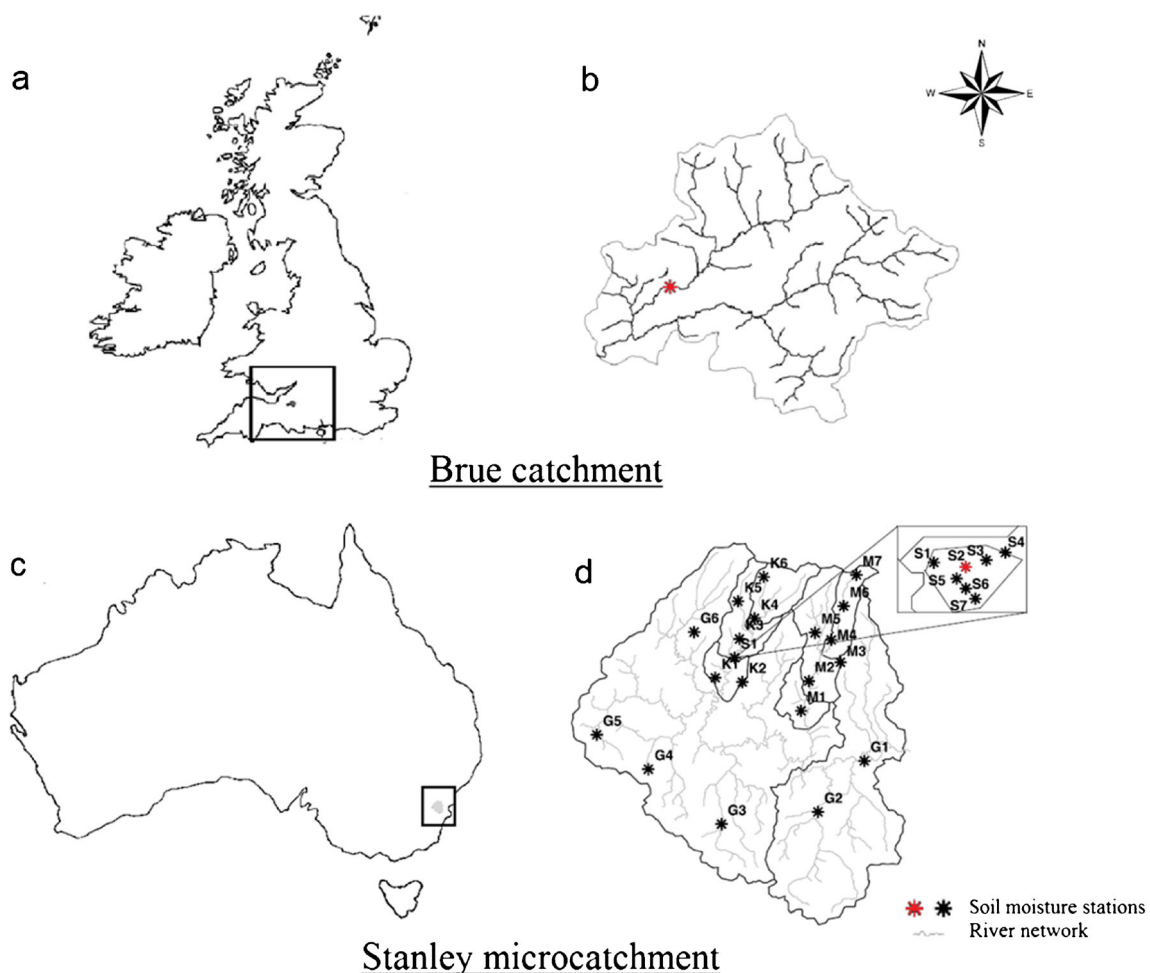 a
b
N
W
E
S
Brue catchment
c
d
K6
M7
K5
M6
K4
G6
K3
M5
S1
M4
M3
K1
K2
M2
M1
G5
G4
G1
G3
G2
S1
S2
S3
S4
S5
S6
S7
Soil moisture stations
River network
Stanley microcatchment